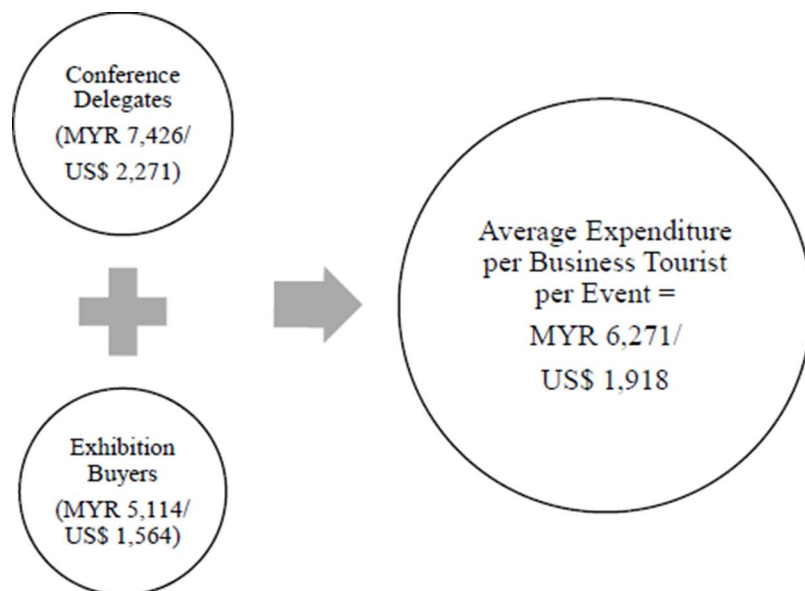 Conference
Delegates
(MYR 7,426/
US$ 2,271)
Average Expenditure
per Business Tourist
per Event =
MYR 6,271/
US$ 1,918
Exhibition
Buyers
(MYR 5,114/
US$ 1,564)